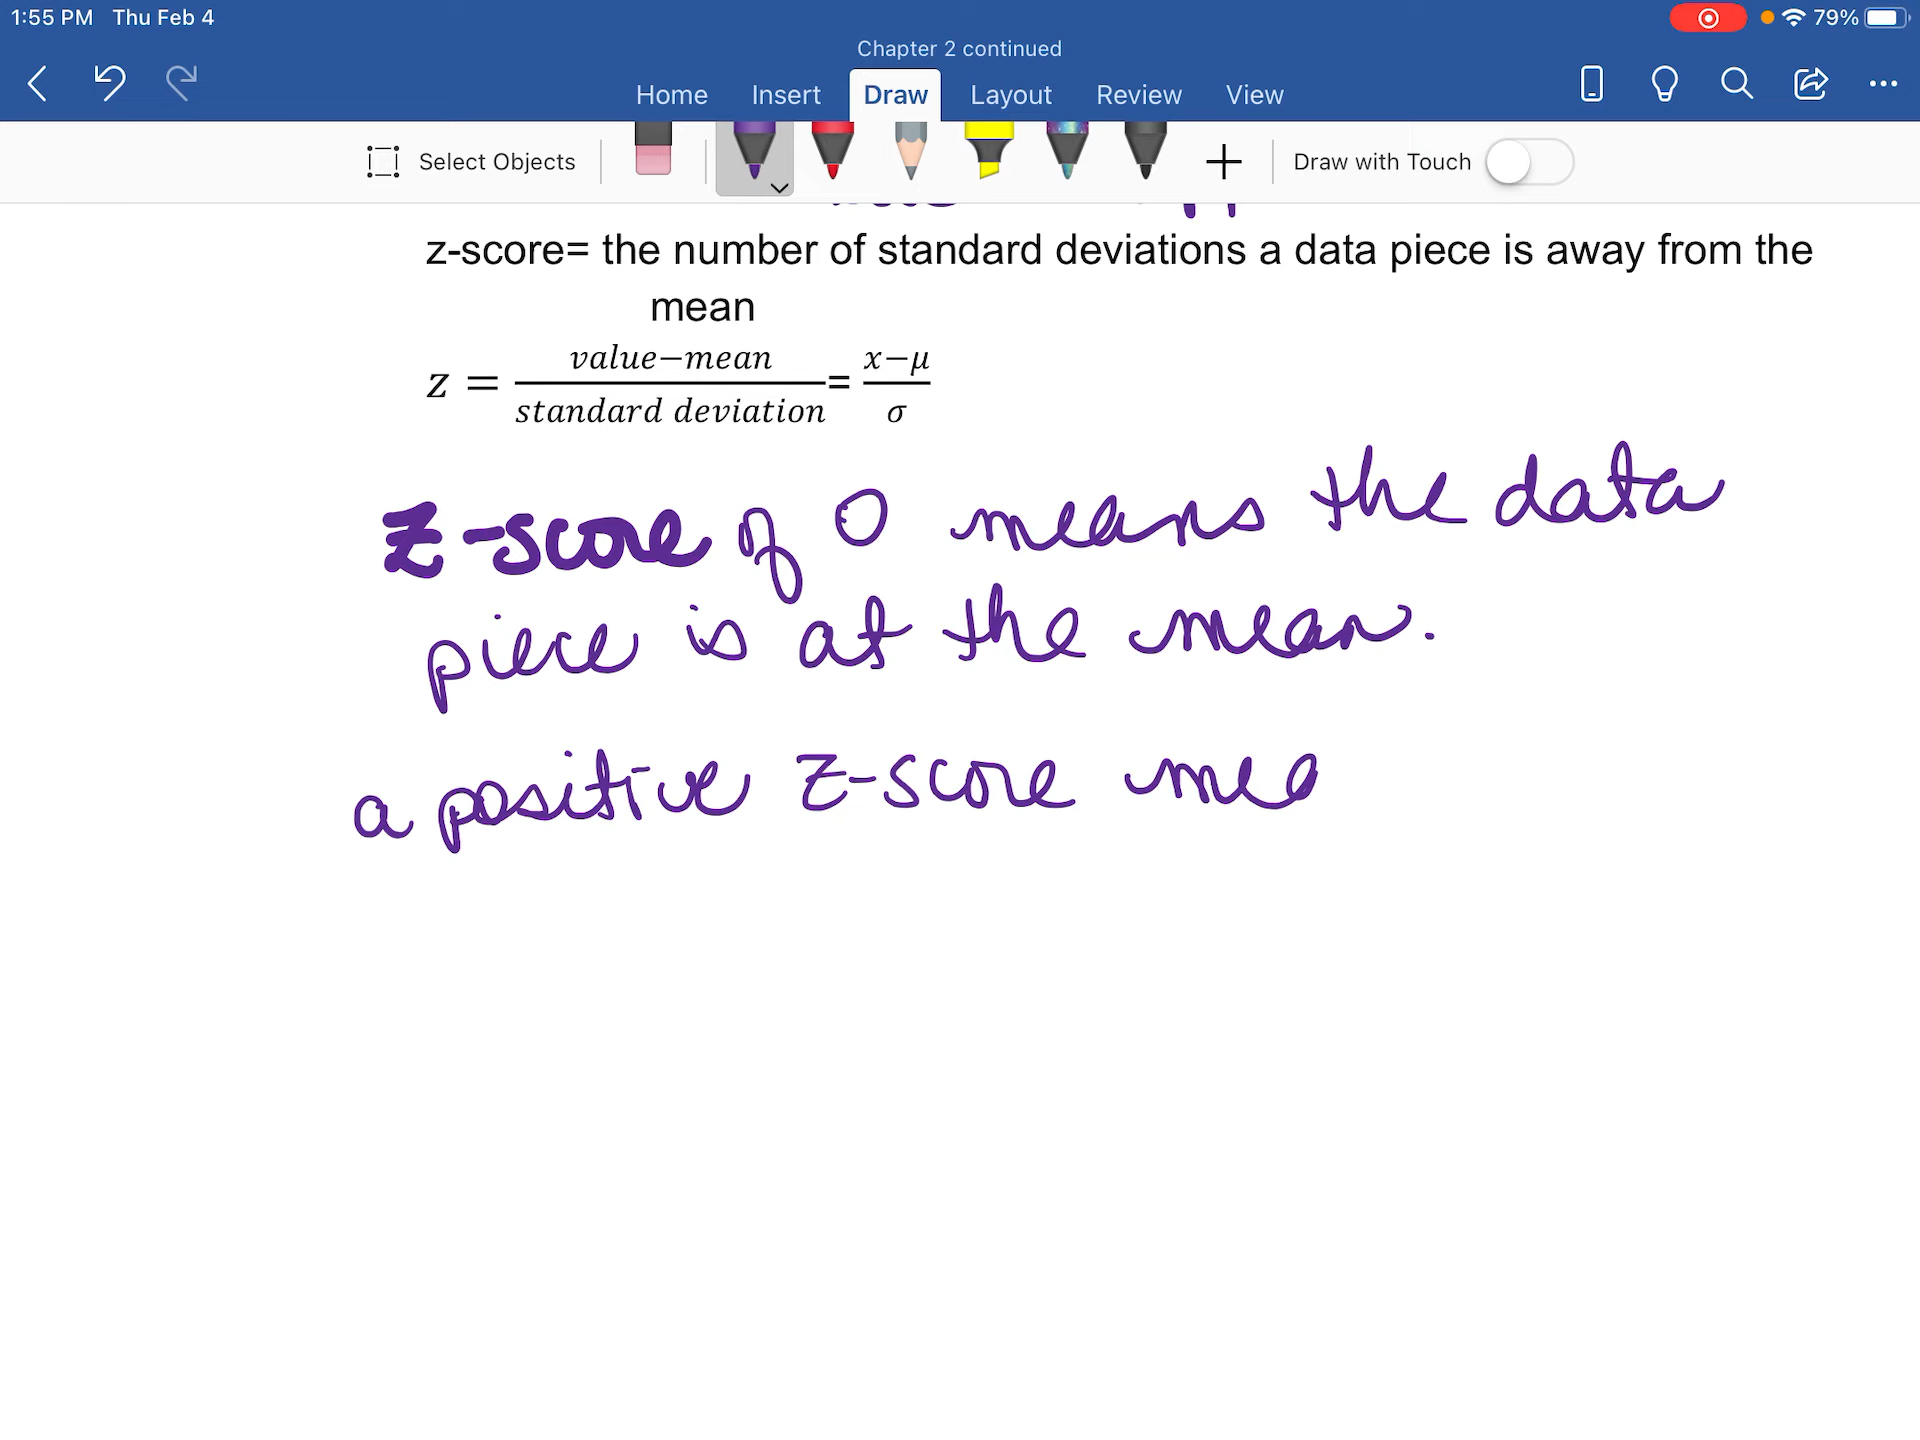 1:55 PM Thu Feb 4
79%
Chapter 2 continued
Home Insert Draw Layout Review View
Select Objects
Draw with Touch
z-score= the number of standard deviations a data piece is away from the
mean
z = value−mean / standard deviation = x−μ / σ
Z-score of 0 means the data
piece is at the mean.
a positive z-score mea